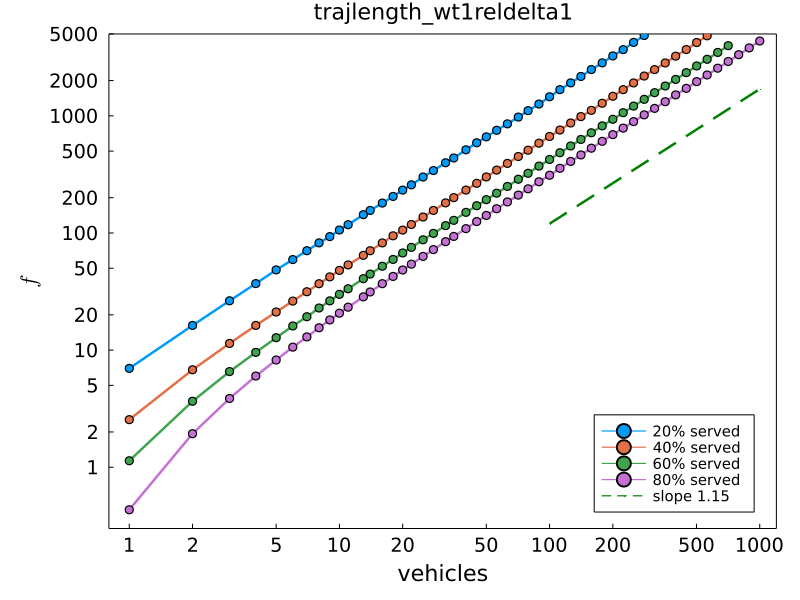 trajlength_wt1reldelta1
5000
2000
1000
500
200
100
50
20
10
5
2
1
f
1 2 5 10 20 50 100 200 500 1000
vehicles
20% served
40% served
60% served
80% served
slope 1.15